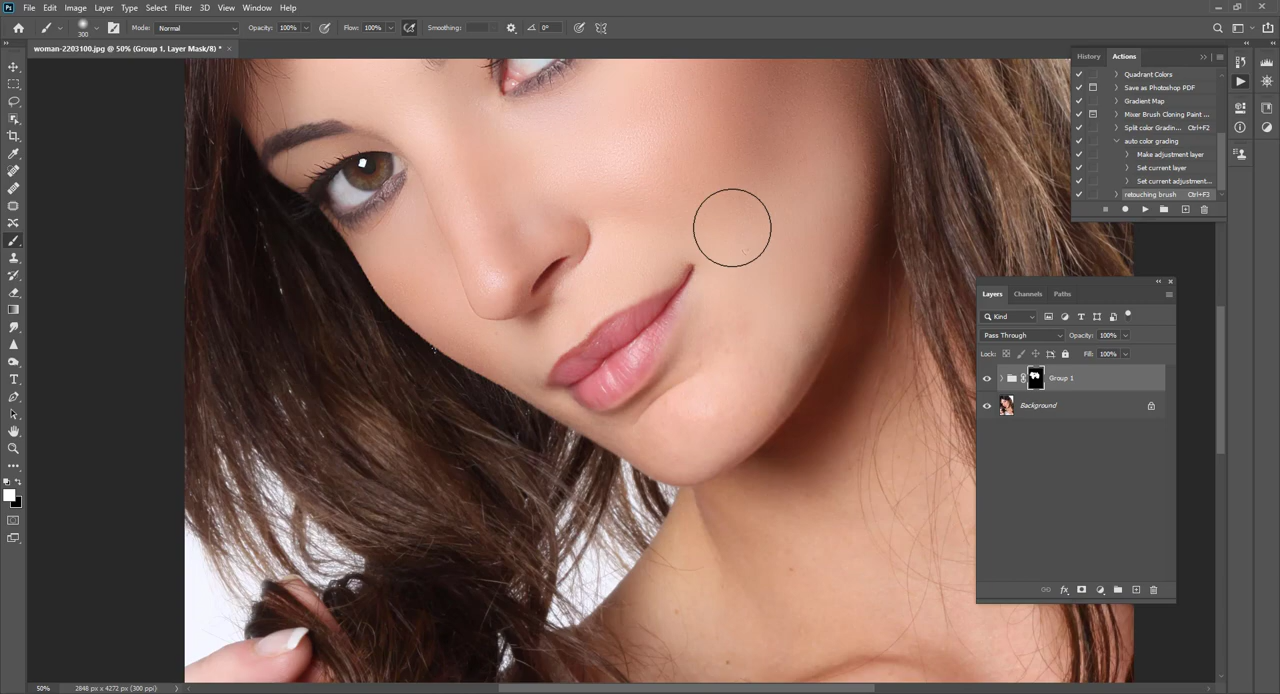 Ps File Edit Image Layer Type Select Filter 3D View Window Help
300 Mode: Normal Opacity: 100% Flow: 100% Smoothing: 0°
woman-2203100.jpg @ 50% (Group 1, Layer Mask/8) *
History Actions
Quadrant Colors
Save as Photoshop PDF
Gradient Map
Mixer Brush Cloning Paint ...
Split color Gradin... Ctrl+F2
auto color grading
Make adjustment layer
Set current layer
Set current adjustment...
retouching brush Ctrl+F3
Layers Channels Paths
Kind
Pass Through Opacity: 100%
Lock: Fill: 100%
Group 1
Background
50% 2848 px x 4272 px (300 ppi)